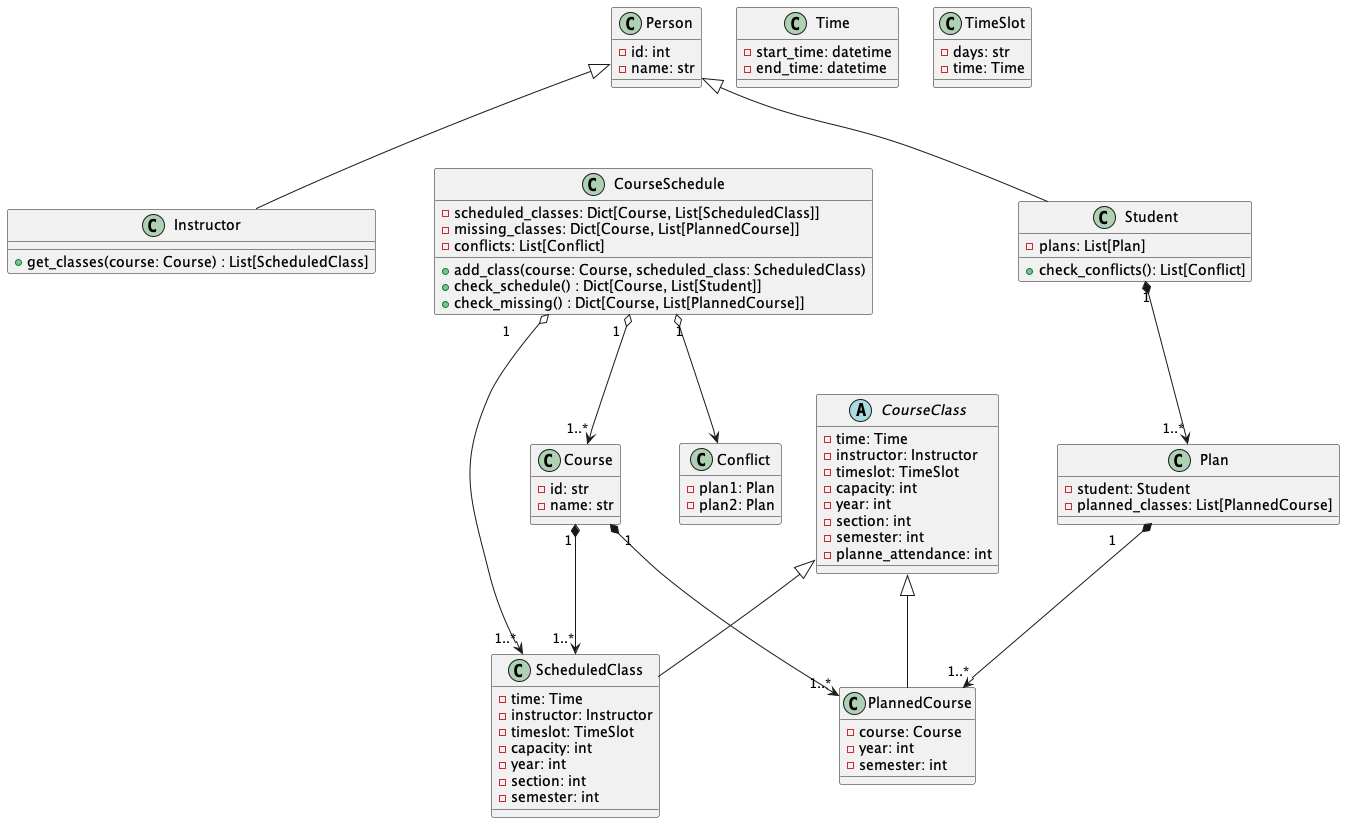 C Person
id: int
name: str
C Time
start_time: datetime
end_time: datetime
C TimeSlot
days: str
time: Time
C Instructor
get_classes(course: Course) : List[ScheduledClass]
C CourseSchedule
scheduled_classes: Dict[Course, List[ScheduledClass]]
missing_classes: Dict[Course, List[PlannedCourse]]
conflicts: List[Conflict]
add_class(course: Course, scheduled_class: ScheduledClass)
check_schedule() : Dict[Course, List[Student]]
check_missing() : Dict[Course, List[PlannedCourse]]
C Student
plans: List[Plan]
check_conflicts(): List[Conflict]
1
1
1
1
1..*
1..*
C Course
id: str
name: str
C Conflict
plan1: Plan
plan2: Plan
A CourseClass
time: Time
instructor: Instructor
timeslot: TimeSlot
capacity: int
year: int
section: int
semester: int
planne_attendance: int
C Plan
student: Student
planned_classes: List[PlannedCourse]
1
1
1
1..*
1..*
1..*
1..*
C ScheduledClass
time: Time
instructor: Instructor
timeslot: TimeSlot
capacity: int
year: int
section: int
semester: int
C PlannedCourse
course: Course
year: int
semester: int